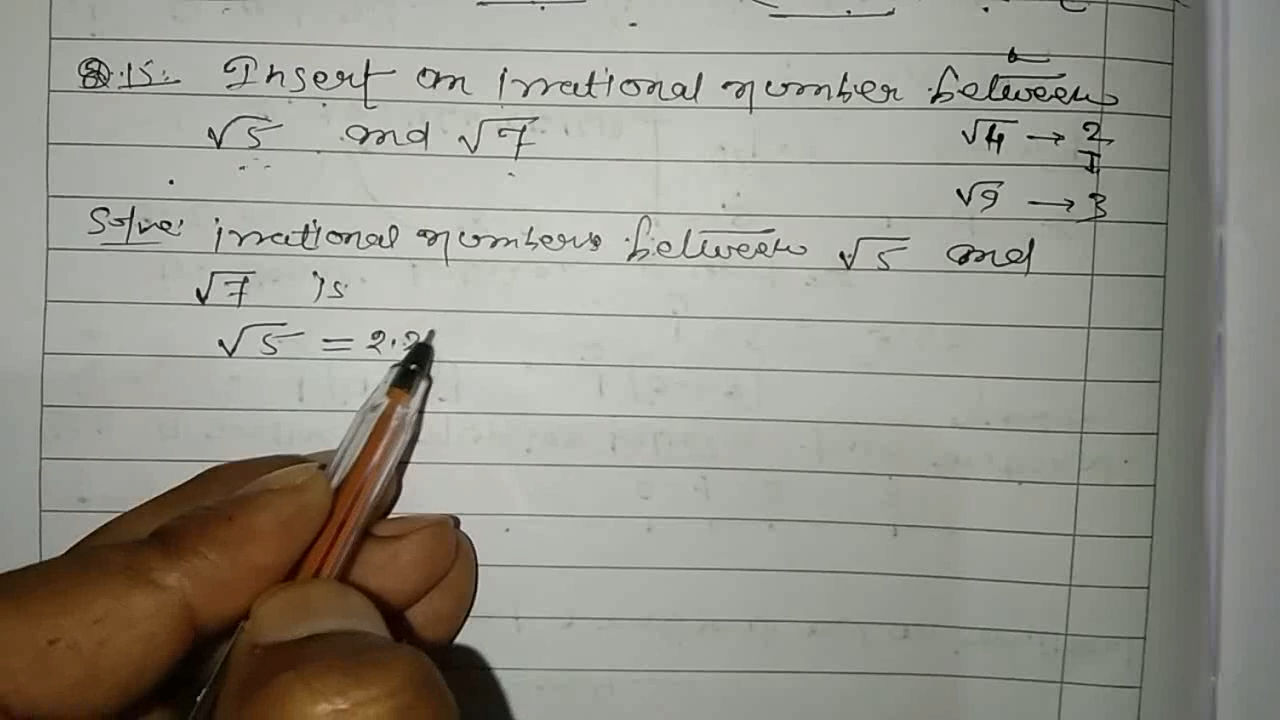 Q.15. Insert an irrational number between
√5 and √7
√4 → 2
√9 → 3
Solve: irrational numbers between √5 and
√7 is
√5 = 2.2